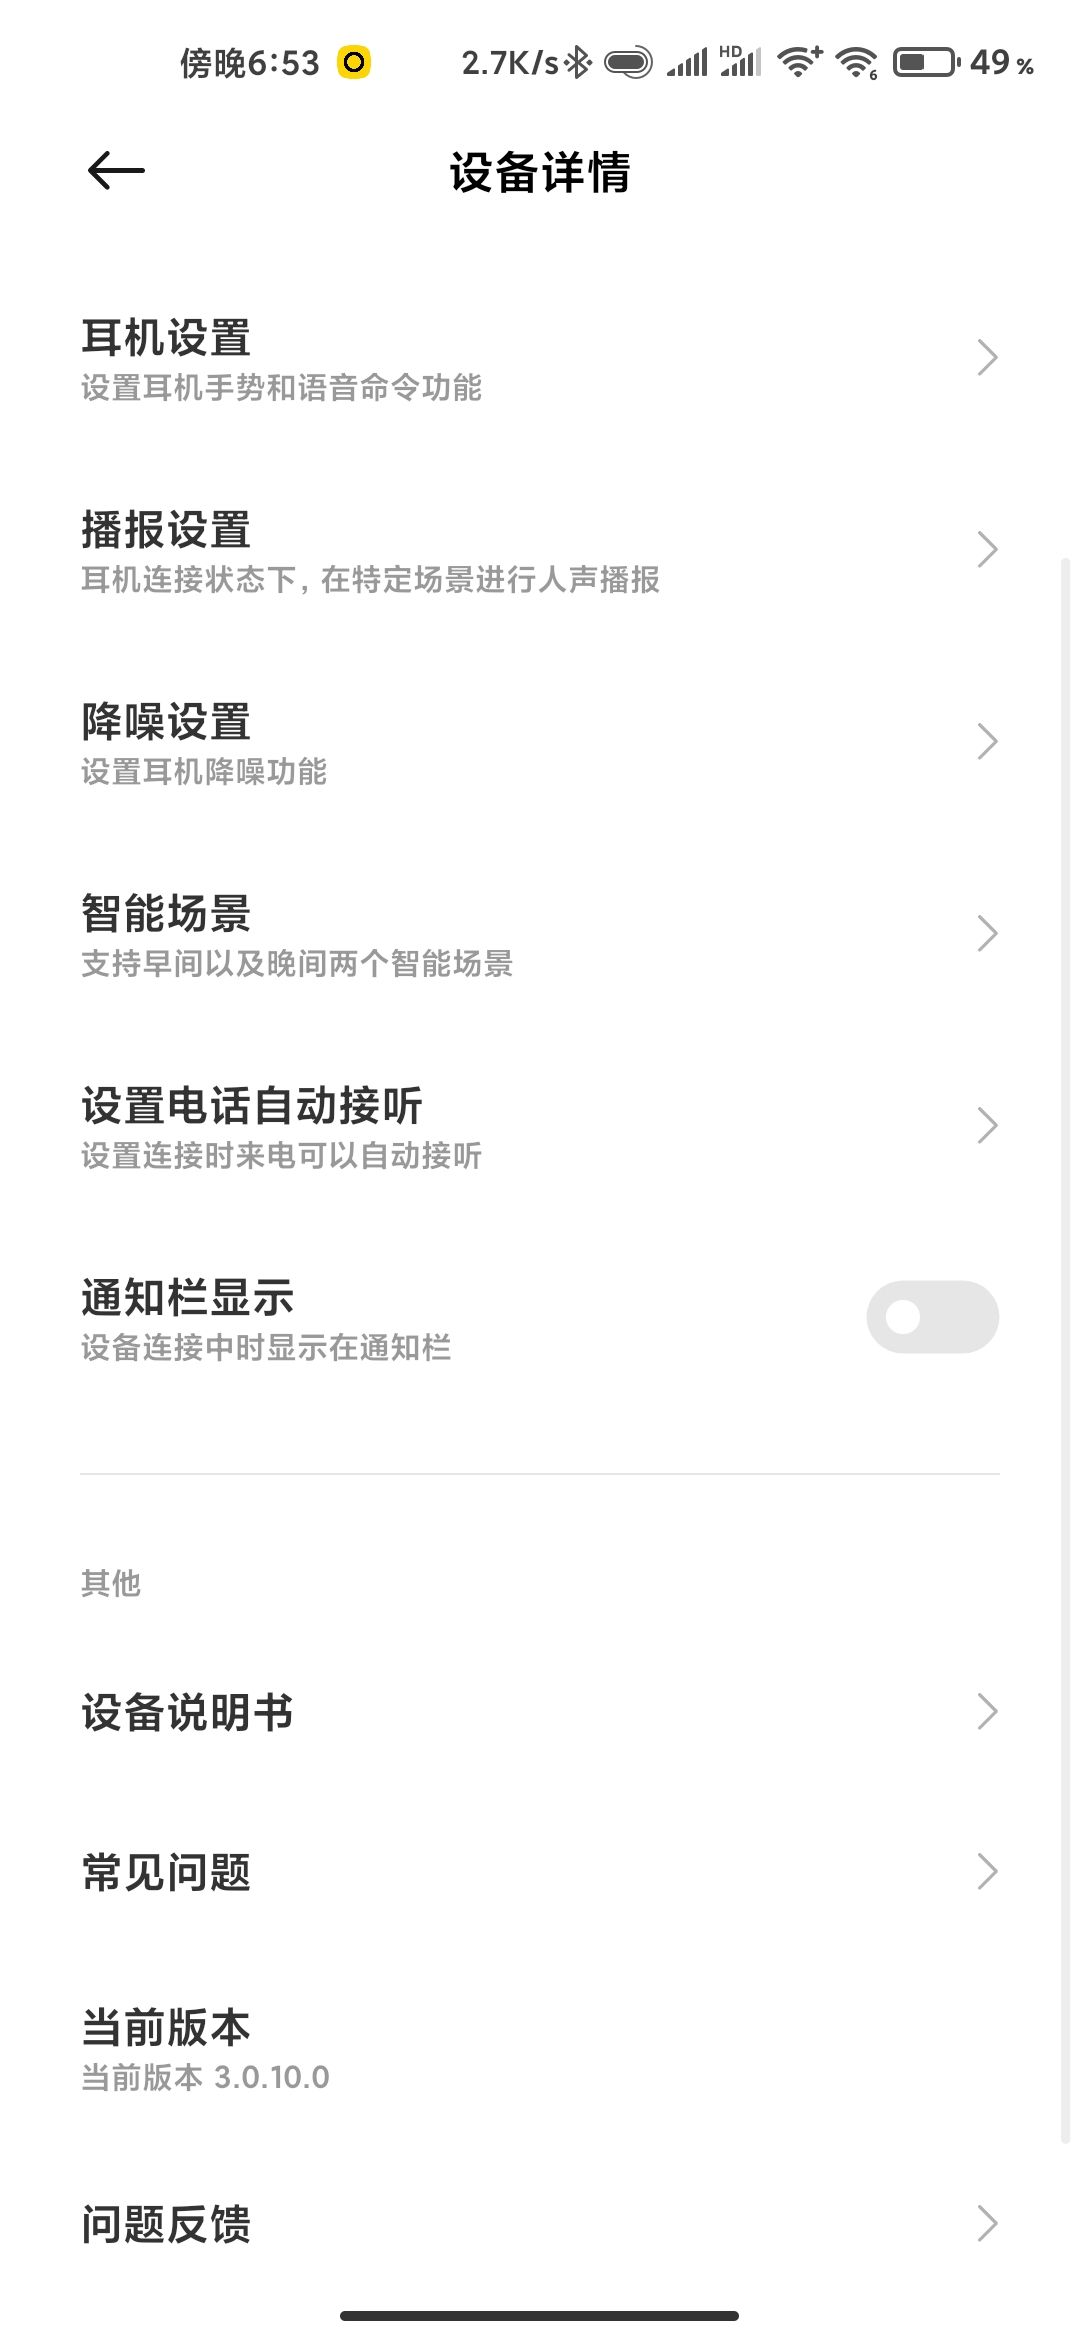 傍晚6:53 2.7K/s HD 6 49 %
设备详情
耳机设置
设置耳机手势和语音命令功能
播报设置
耳机连接状态下,在特定场景进行人声播报
降噪设置
设置耳机降噪功能
智能场景
支持早间以及晚间两个智能场景
设置电话自动接听
设置连接时来电可以自动接听
通知栏显示
设备连接中时显示在通知栏
其他
设备说明书
常见问题
当前版本
当前版本 3.0.10.0
问题反馈